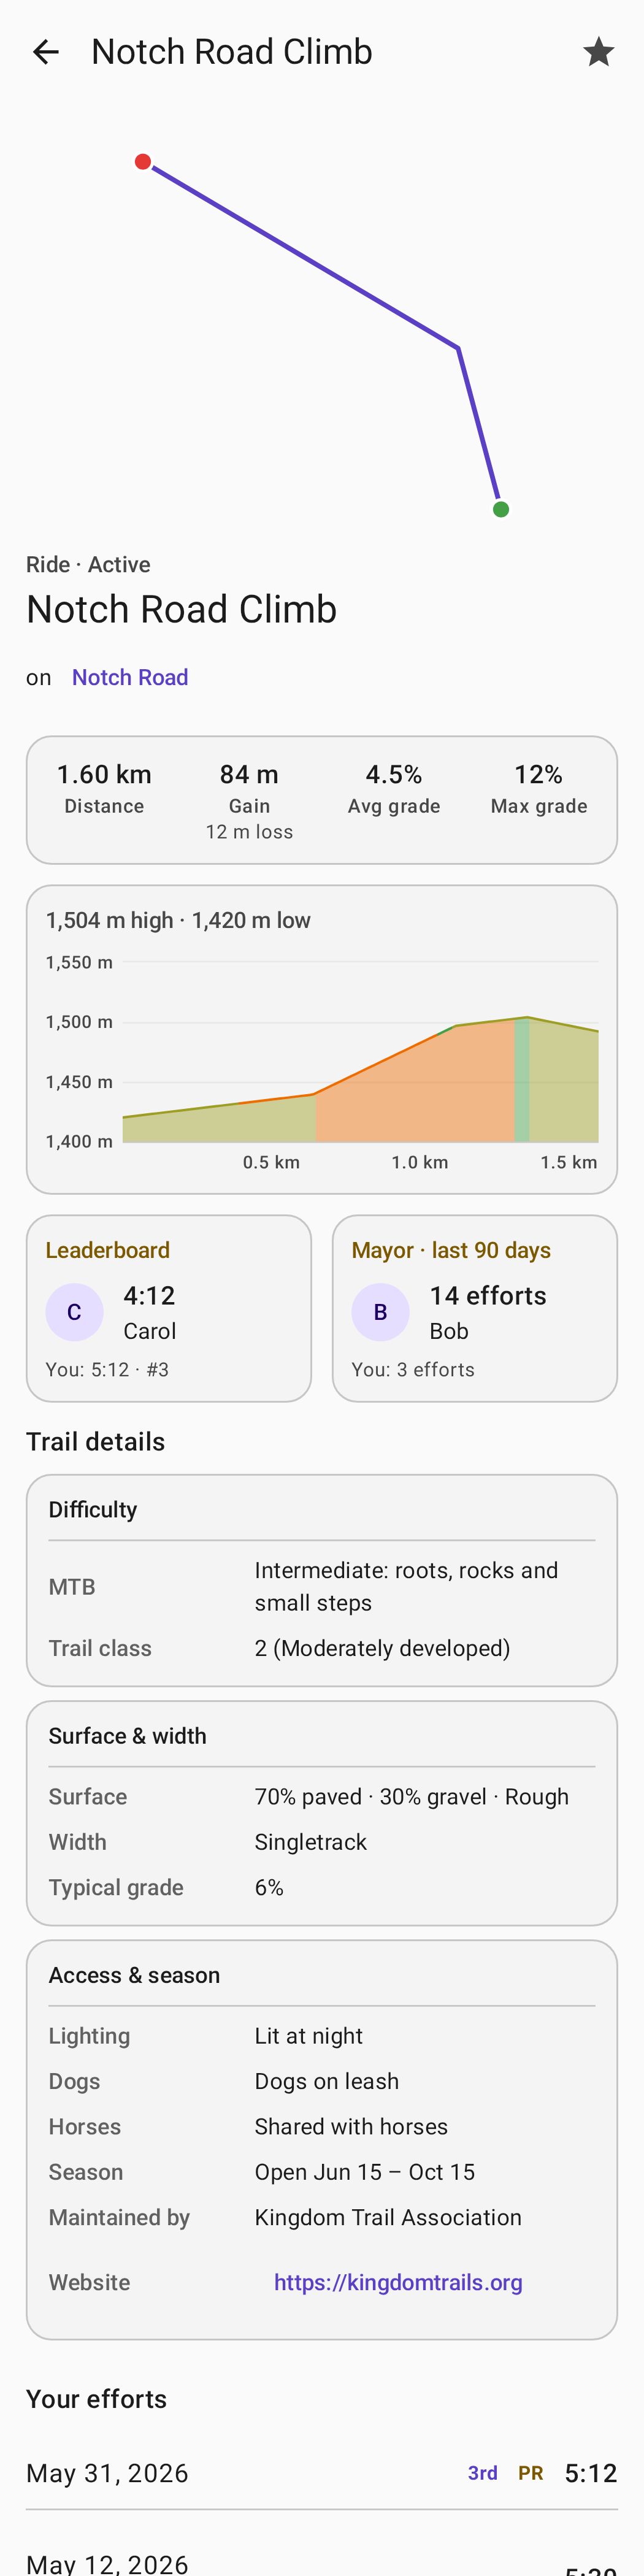 Notch Road Climb
Ride · Active
Notch Road Climb
on Notch Road
1.60 km 84 m 4.5% 12%
Distance Gain Avg grade Max grade
12 m loss
1,504 m high · 1,420 m low
1,550 m
1,500 m
1,450 m
1,400 m
0.5 km 1.0 km 1.5 km
Leaderboard
C
4:12
Carol
You: 5:12 · #3
Mayor · last 90 days
B
14 efforts
Bob
You: 3 efforts
Trail details
Difficulty
MTB Intermediate: roots, rocks and
small steps
Trail class 2 (Moderately developed)
Surface & width
Surface 70% paved · 30% gravel · Rough
Width Singletrack
Typical grade 6%
Access & season
Lighting Lit at night
Dogs Dogs on leash
Horses Shared with horses
Season Open Jun 15 – Oct 15
Maintained by Kingdom Trail Association
Website https://kingdomtrails.org
Your efforts
May 31, 2026 3rd PR 5:12
May 12, 2026